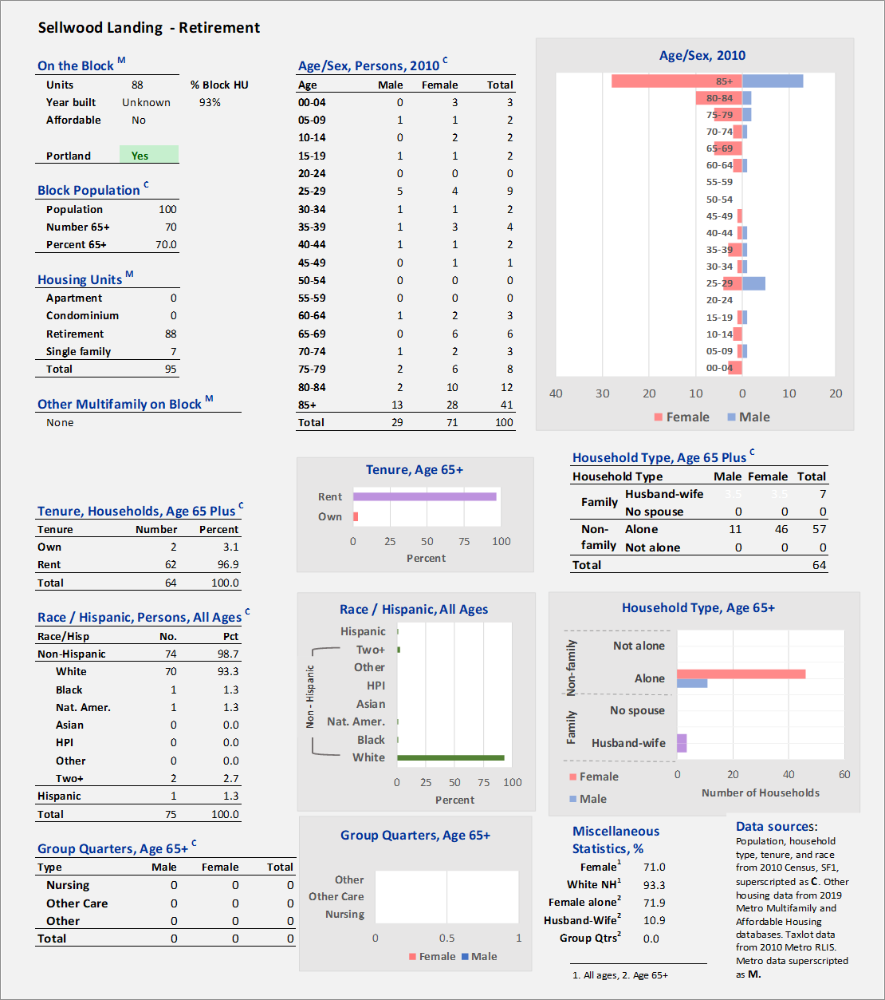 Sellwood Landing  - Retirement
On the Block M
Units 88 % Block HU
Year built Unknown 93%
Affordable No
Portland Yes
Block Population C
Population 100
Number 65+ 70
Percent 65+ 70.0
Housing Units M
Apartment 0
Condominium 0
Retirement 88
Single family 7
Total 95
Other Multifamily on Block M
None
Age/Sex, Persons, 2010 C
Age Male Female Total
00-04 0 3 3
05-09 1 1 2
10-14 0 2 2
15-19 1 1 2
20-24 0 0 0
25-29 5 4 9
30-34 1 1 2
35-39 1 3 4
40-44 1 1 2
45-49 0 1 1
50-54 0 0 0
55-59 0 0 0
60-64 1 2 3
65-69 0 6 6
70-74 1 2 3
75-79 2 6 8
80-84 2 10 12
85+ 13 28 41
Total 29 71 100
Age/Sex, 2010
85+
80-84
75-79
70-74
65-69
60-64
55-59
50-54
45-49
40-44
35-39
30-34
25-29
20-24
15-19
10-14
05-09
00-04
40 30 20 10 0 10 20
Female Male
Tenure, Households, Age 65 Plus C
Tenure Number Percent
Own 2 3.1
Rent 62 96.9
Total 64 100.0
Tenure, Age 65+
Rent
Own
0 25 50 75 100
Percent
Household Type, Age 65 Plus C
Household Type Male Female Total
Family Husband-wife 3.5 3.5 7
No spouse 0 0 0
Non-family Alone 11 46 57
Not alone 0 0 0
Total 64
Race / Hispanic, Persons, All Ages C
Race/Hisp No. Pct
Non-Hispanic 74 98.7
White 70 93.3
Black 1 1.3
Nat. Amer. 1 1.3
Asian 0 0.0
HPI 0 0.0
Other 0 0.0
Two+ 2 2.7
Hispanic 1 1.3
Total 75 100.0
Race / Hispanic, All Ages
Hispanic
Two+
Other
HPI
Asian
Nat. Amer.
Black
White
Non - Hispanic
0 25 50 75 100
Percent
Household Type, Age 65+
Non-family
Not alone
Alone
Family
No spouse
Husband-wife
0 20 40 60
Number of Households
Female
Male
Group Quarters, Age 65+ C
Type Male Female Total
Nursing 0 0 0
Other Care 0 0 0
Other 0 0 0
Total 0 0 0
Group Quarters, Age 65+
Other
Other Care
Nursing
0 0.5 1
Female Male
Miscellaneous
Statistics, %
Female1 71.0
White NH1 93.3
Female alone2 71.9
Husband-Wife2 10.9
Group Qtrs2 0.0
1. All ages, 2. Age 65+
Data sources:
Population, household
type, tenure, and race
from 2010 Census, SF1,
superscripted as C. Other
housing data from 2019
Metro Multifamily and
Affordable Housing
databases. Taxlot data
from 2010 Metro RLIS.
Metro data superscripted
as M.